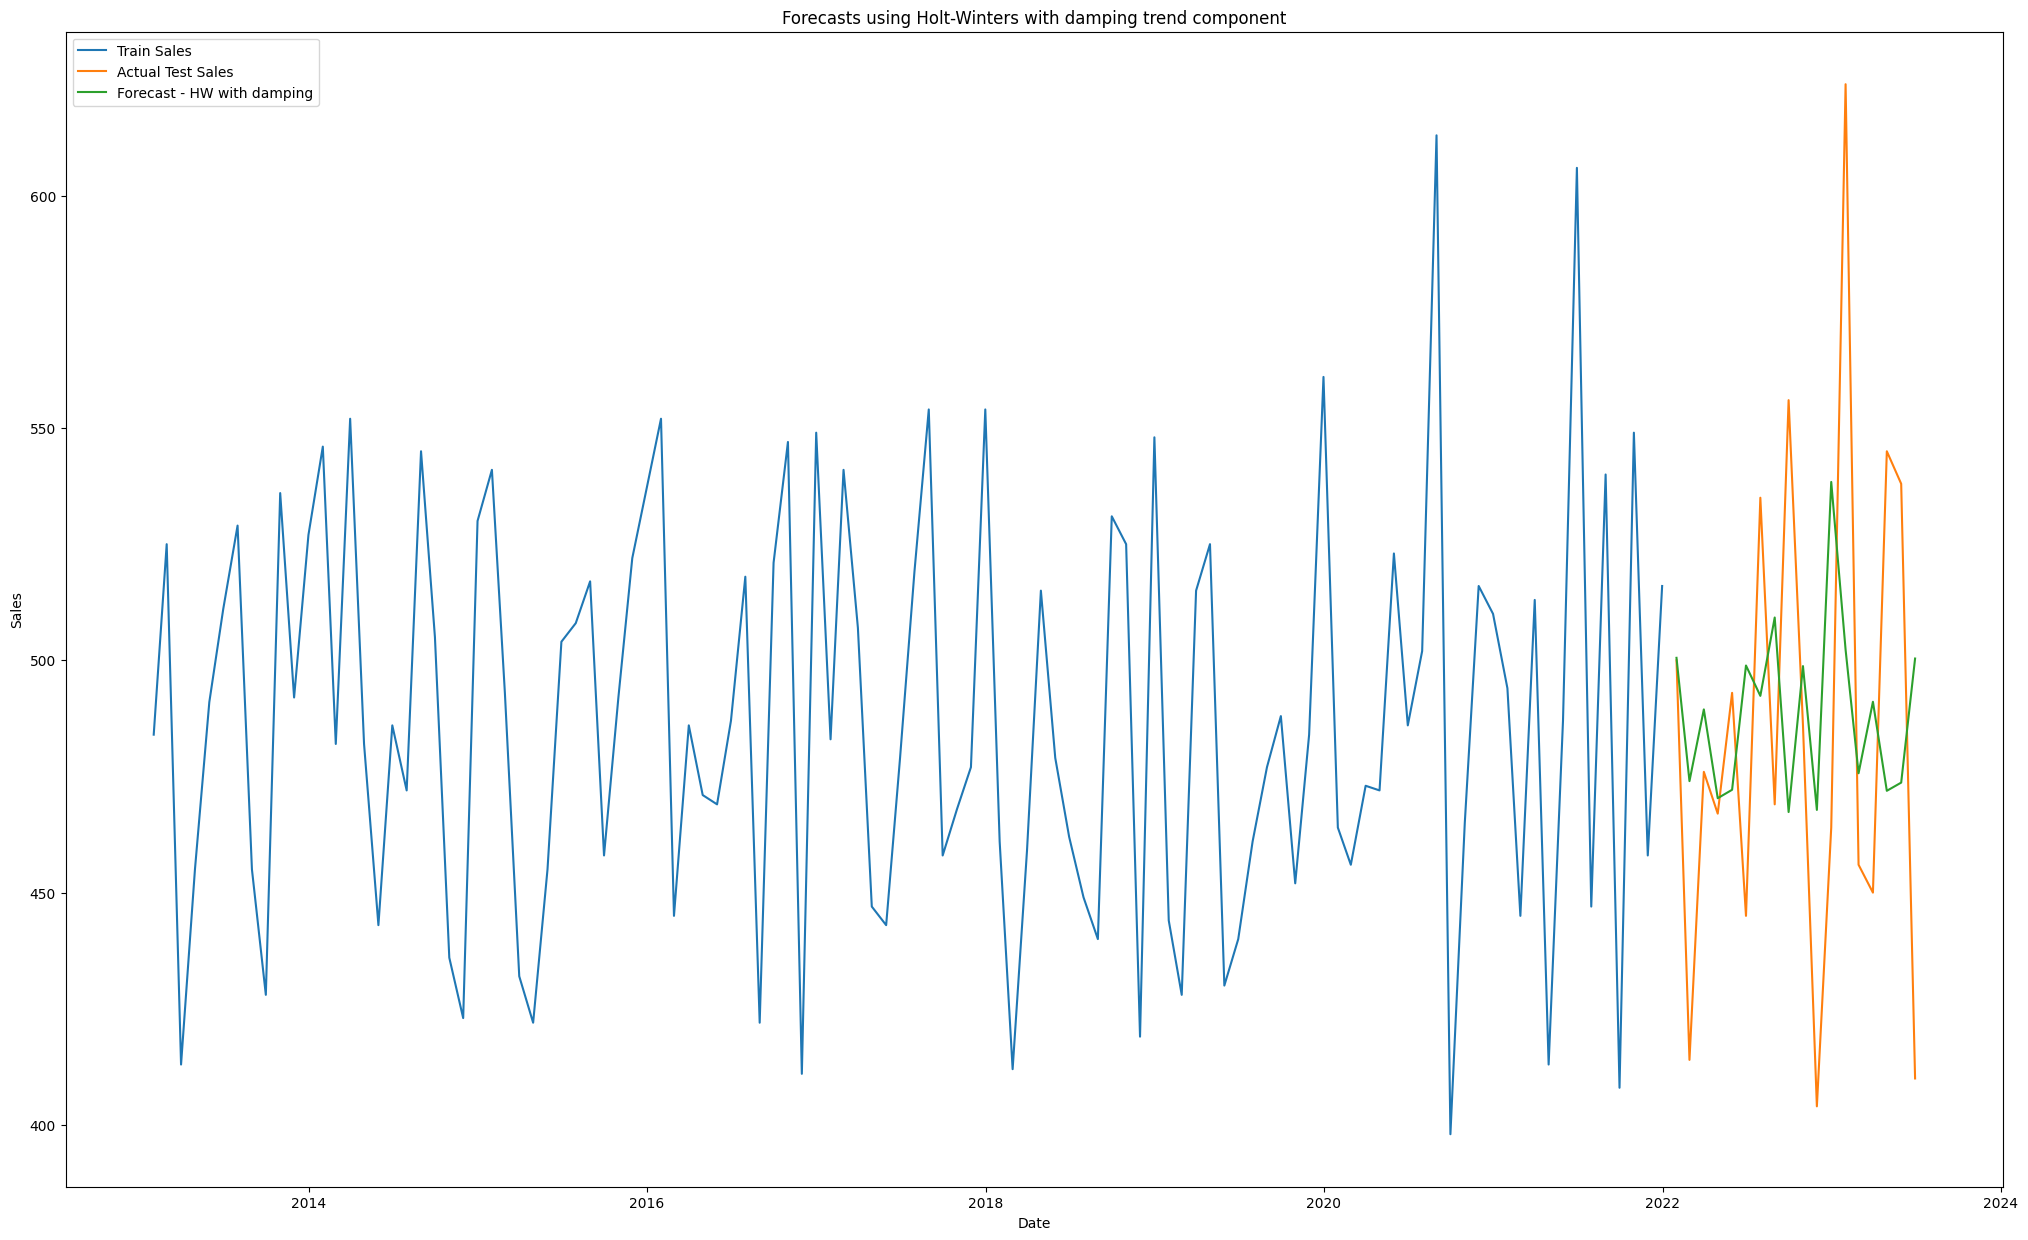 Forecasts using Holt-Winters with damping trend component
Train Sales
Actual Test Sales
Forecast - HW with damping
Sales
600
550
500
450
400
2014
2016
2018
2020
2022
2024
Date